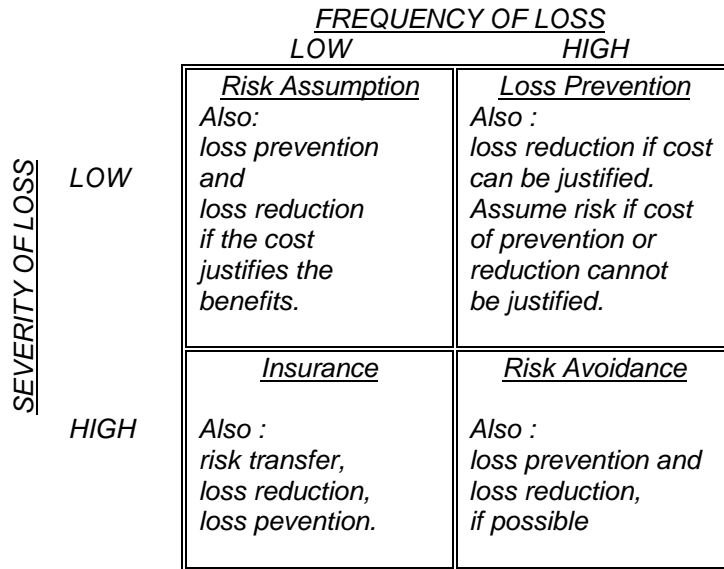 FREQUENCY OF LOSS
LOW HIGH
SEVERITY OF LOSS
LOW
Risk Assumption
Also:
loss prevention
and
loss reduction
if the cost
justifies the
benefits.
Loss Prevention
Also :
loss reduction if cost
can be justified.
Assume risk if cost
of prevention or
reduction cannot
be justified.
HIGH
Insurance
Also :
risk transfer,
loss reduction,
loss pevention.
Risk Avoidance
Also :
loss prevention and
loss reduction,
if possible